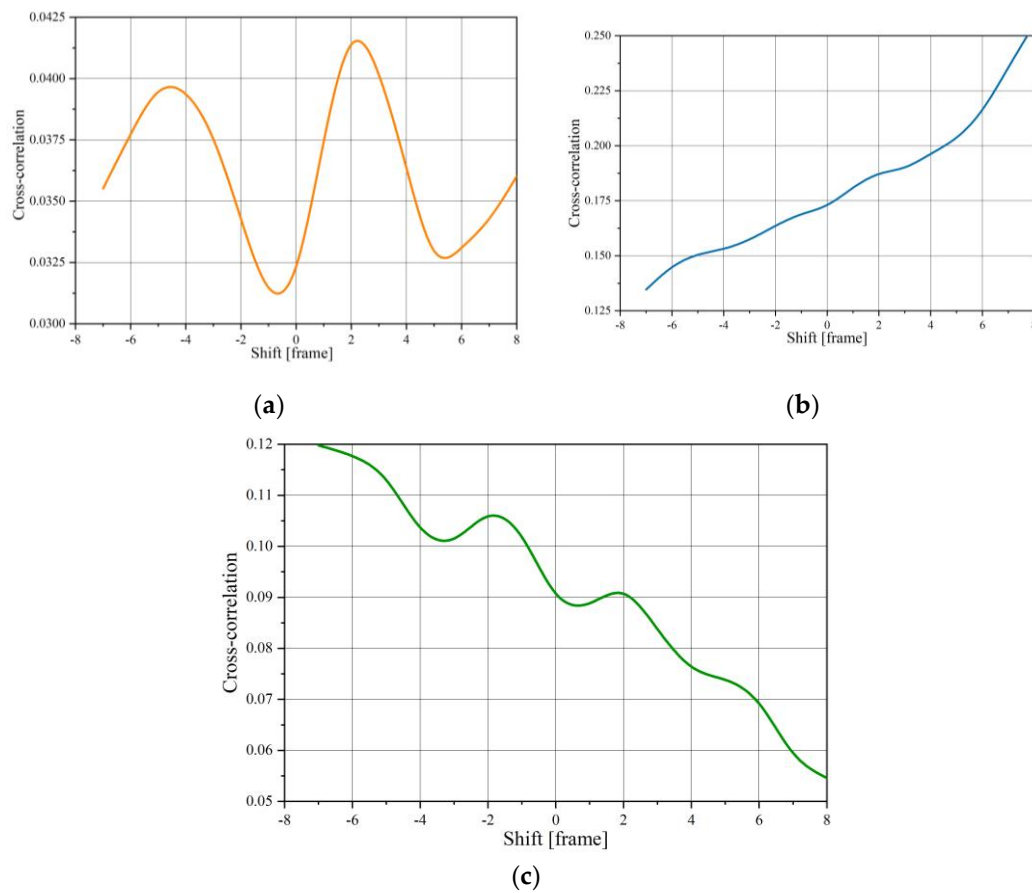 0.0425
0.0400
0.0375
0.0350
0.0325
0.0300
Cross-correlation
-8 -6 -4 -2 0 2 4 6 8
Shift [frame]
(a)
0.250
0.225
0.200
0.175
0.150
0.125
Cross-correlation
-8 -6 -4 -2 0 2 4 6 8
Shift [frame]
(b)
0.12
0.11
0.10
0.09
0.08
0.07
0.06
0.05
Cross-correlation
-8 -6 -4 -2 0 2 4 6 8
Shift [frame]
(c)